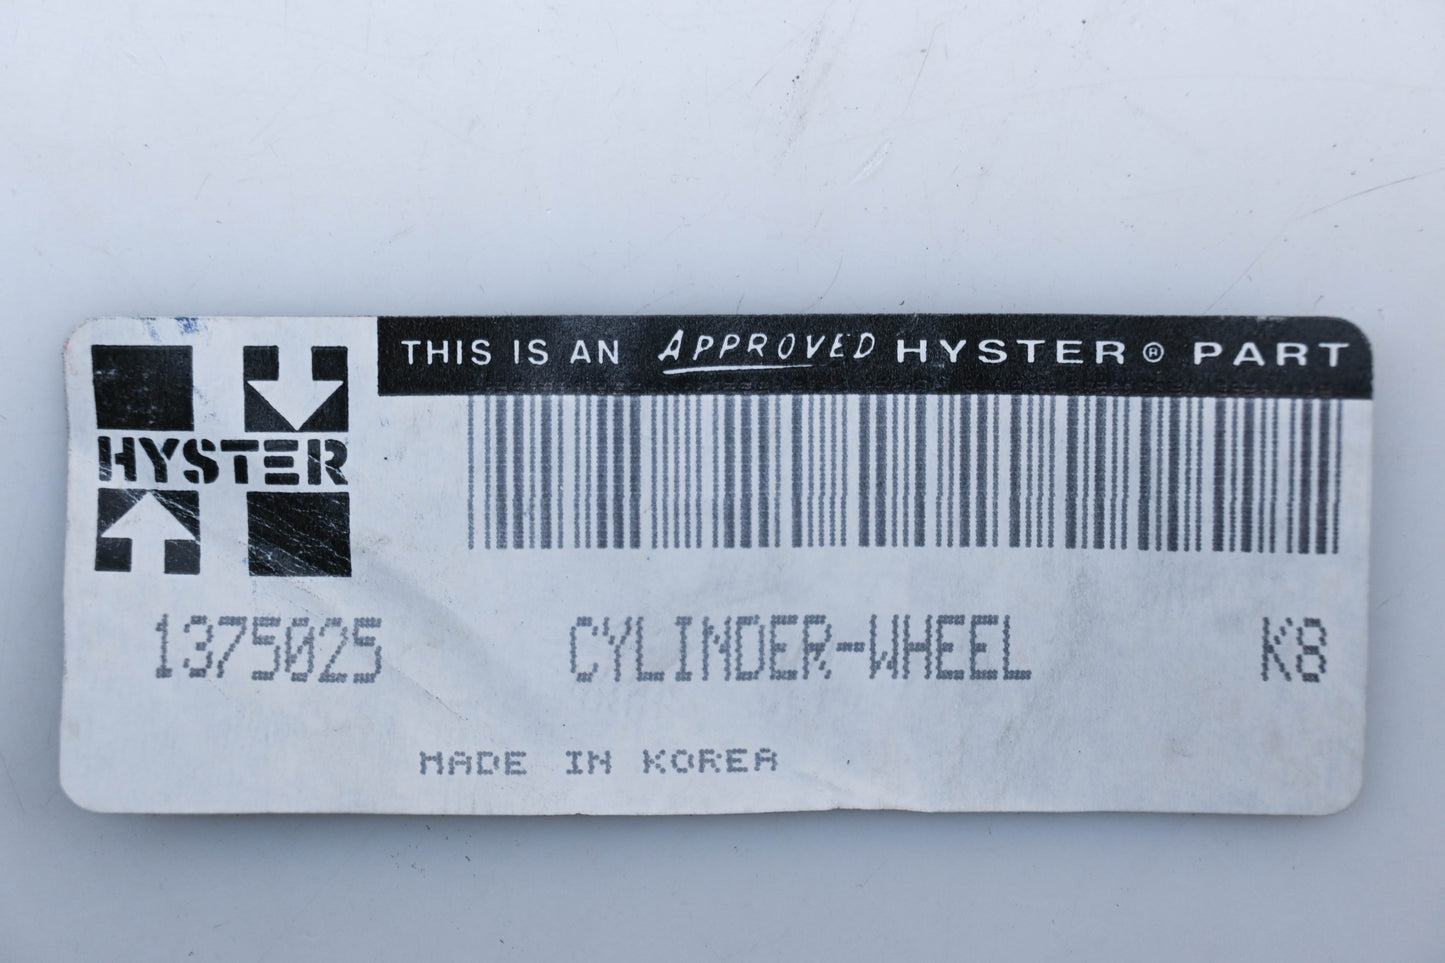 THIS IS AN APPROVED HYSTER® PART
HYSTER
1375025 CYLINDER-WHEEL K8
MADE IN KOREA